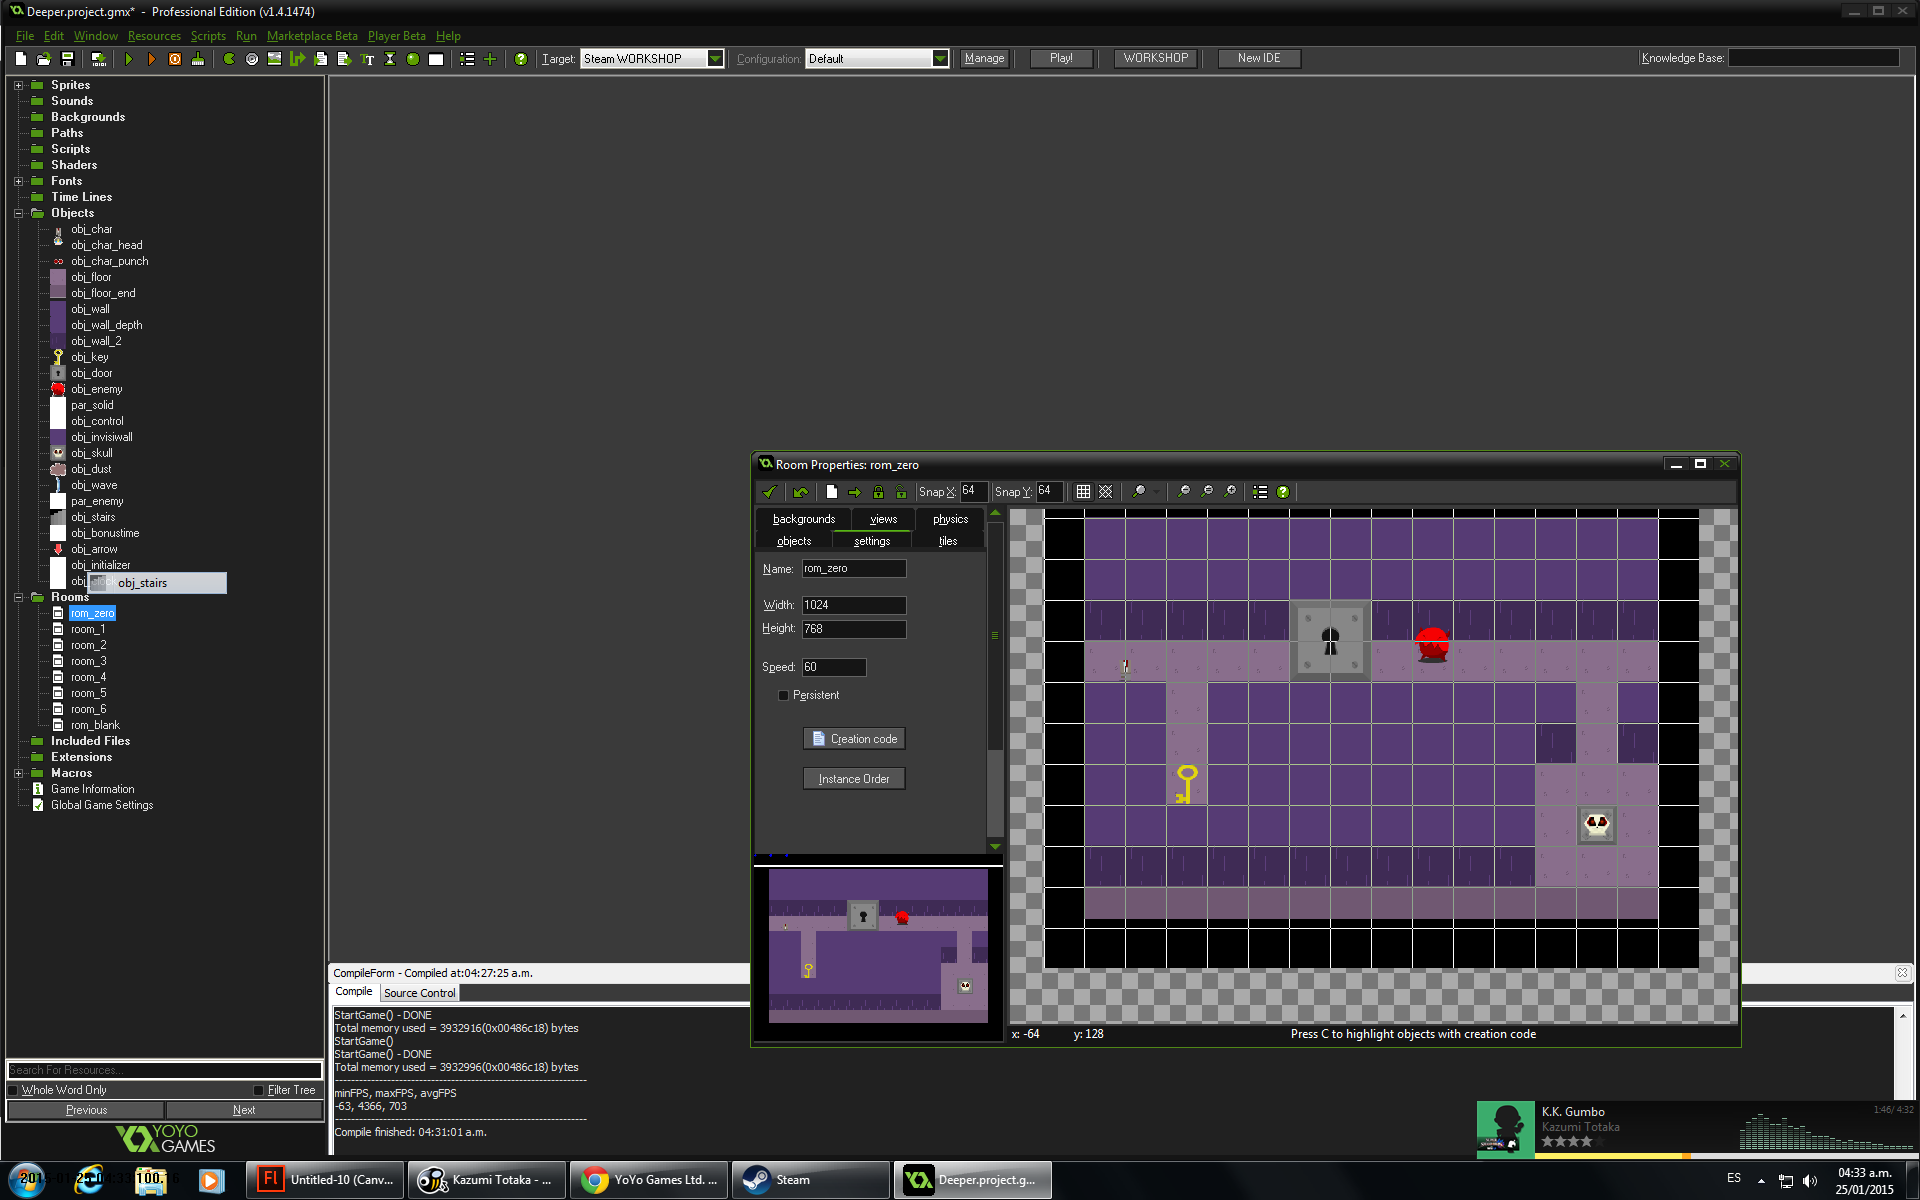 Deeper.project.gmx* - Professional Edition (v1.4.1474)
File Edit Window Resources Scripts Run Marketplace Beta Player Beta Help
Target: Steam WORKSHOP Configuration: Default Manage Play! WORKSHOP New IDE Knowledge Base:
Sprites
Sounds
Backgrounds
Paths
Scripts
Shaders
Fonts
Time Lines
Objects
obj_char
obj_char_head
obj_char_punch
obj_floor
obj_floor_end
obj_wall
obj_wall_depth
obj_wall_2
obj_key
obj_door
obj_enemy
par_solid
obj_control
obj_invisiwall
obj_skull
obj_dust
obj_wave
par_enemy
obj_stairs
obj_bonustime
obj_arrow
obj_initializer
obj_stairs
Rooms
rom_zero
room_1
room_2
room_3
room_4
room_5
room_6
rom_blank
Included Files
Extensions
Macros
Game Information
Global Game Settings
Search For Resources...
Whole Word Only Filter Tree
Previous Next
YOYO
GAMES
Room Properties: rom_zero
Snap X: 64 Snap Y: 64
backgrounds views physics
objects settings tiles
Name: rom_zero
Width: 1024
Height: 768
Speed: 60
Persistent
Creation code
Instance Order
x: -64 y: 128 Press C to highlight objects with creation code
CompileForm - Compiled at:04:27:25 a.m.
Compile Source Control
StartGame() - DONE
Total memory used = 3932916(0x00486c18) bytes
StartGame()
StartGame() - DONE
Total memory used = 3932996(0x00486c18) bytes
minFPS, maxFPS, avgFPS
-63, 4366, 703
Compile finished: 04:31:01 a.m.
K.K. Gumbo
Kazumi Totaka
1:46/ 4:32
Untitled-10 (Canv...
Kazumi Totaka - ...
YoYo Games Ltd. ...
Steam
Deeper.project.g...
ES
04:33 a.m.
25/01/2015